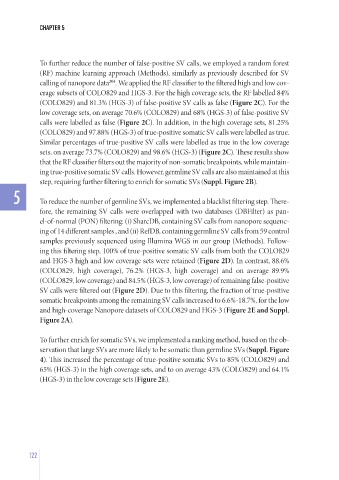 CHAPTER 5
To further reduce the number of false-positive SV calls, we employed a random forest
(RF) machine learning approach (Methods), similarly as previously described for SV
calling of nanopore data. We applied the RF classifier to the filtered high and low cov-
erage subsets of COLO829 and HGS-3. For the high coverage sets, the RF labelled 84%
(COLO829) and 81.3% (HGS-3) of false-positive SV calls as false (Figure 2C). For the
low coverage sets, on average 70.6% (COLO829) and 68% (HGS-3) of false-positive SV
calls were labelled as false (Figure 2C). In addition, in the high coverage sets, 81.25%
(COLO829) and 97.88% (HGS-3) of true-positive somatic SV calls were labelled as true.
Similar percentages of true-positive SV calls were labelled as true in the low coverage
sets, on average 73.7% (COLO829) and 98.6% (HGS-3) (Figure 2C). These results show
that the RF classifier filters out the majority of non-somatic breakpoints, while maintain-
ing true-positive somatic SV calls. However, germline SV calls are also maintained at this
step, requiring further filtering to enrich for somatic SVs (Suppl. Figure 2B).
5
To reduce the number of germline SVs, we implemented a blacklist filtering step. There-
fore, the remaining SV calls were overlapped with two databases (DBFilter) as pan-
el-of-normal (PON) filtering: (i) SharcDB, containing SV calls from nanopore sequenc-
ing of 14 different samples , and (ii) RefDB, containing germline SV calls from 59 control
samples previously sequenced using Illumina WGS in our group (Methods). Follow-
ing this filtering step, 100% of true-positive somatic SV calls from both the COLO829
and HGS-3 high and low coverage sets were retained (Figure 2D). In contrast, 88.6%
(COLO829, high coverage), 76.2% (HGS-3, high coverage) and on average 89.9%
(COLO829, low coverage) and 84.5% (HGS-3, low coverage) of remaining false-positive
SV calls were filtered out (Figure 2D). Due to this filtering, the fraction of true-positive
somatic breakpoints among the remaining SV calls increased to 6.6%-18.7%, for the low
and high-coverage Nanopore datasets of COLO829 and HGS-3 (Figure 2E and Suppl.
Figure 2A).
To further enrich for somatic SVs, we implemented a ranking method, based on the ob-
servation that large SVs are more likely to be somatic than germline SVs (Suppl. Figure
4). This increased the percentage of true-positive somatic SVs to 85% (COLO829) and
65% (HGS-3) in the high coverage sets, and to on average 43% (COLO829) and 64.1%
(HGS-3) in the low coverage sets (Figure 2E).
122